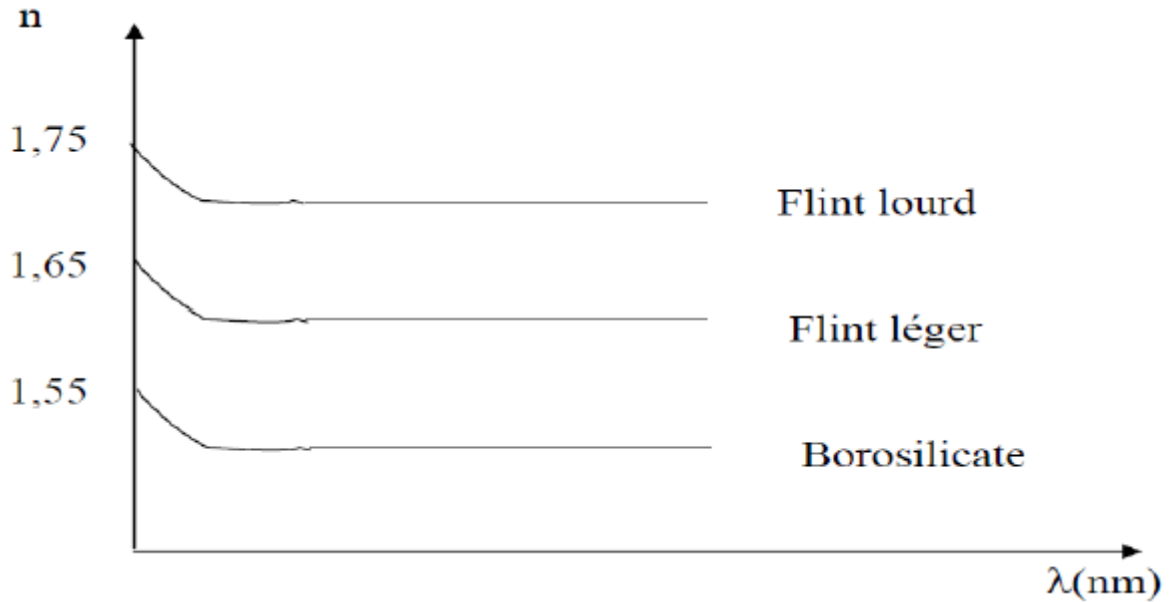 n
1,75
Flint lourd
1,65
Flint léger
1,55
Borosilicate
λ(nm)